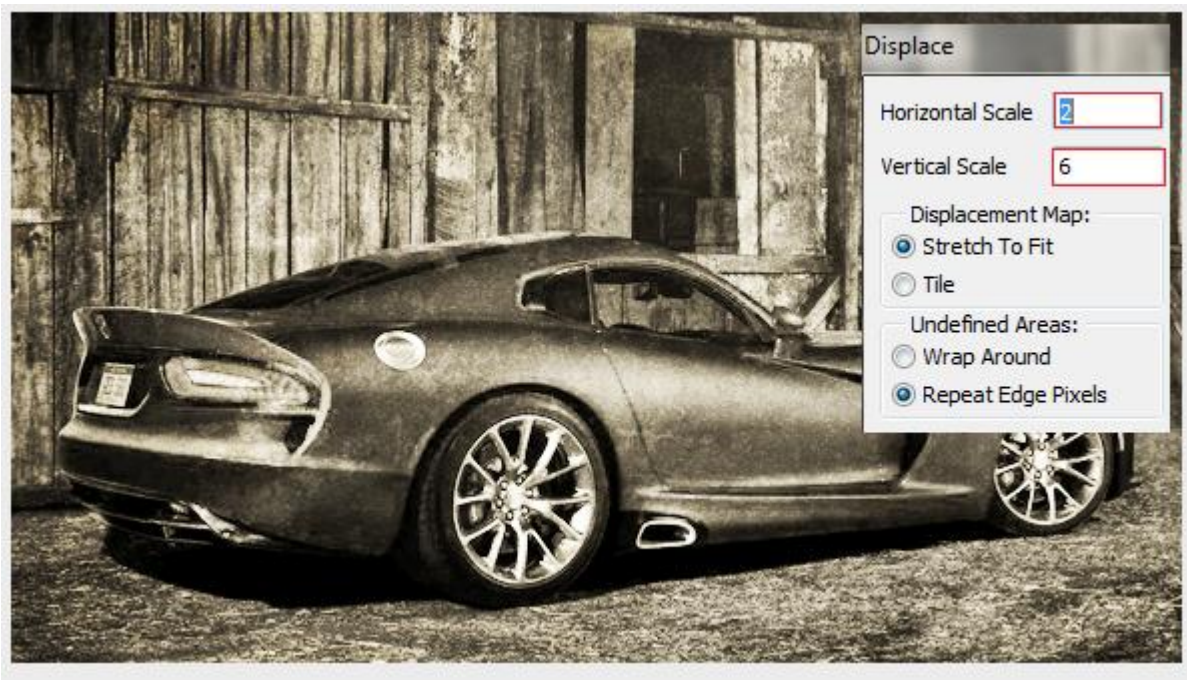 Displace
Horizontal Scale 2
Vertical Scale 6
Displacement Map:
Stretch To Fit
Tile
Undefined Areas:
Wrap Around
Repeat Edge Pixels